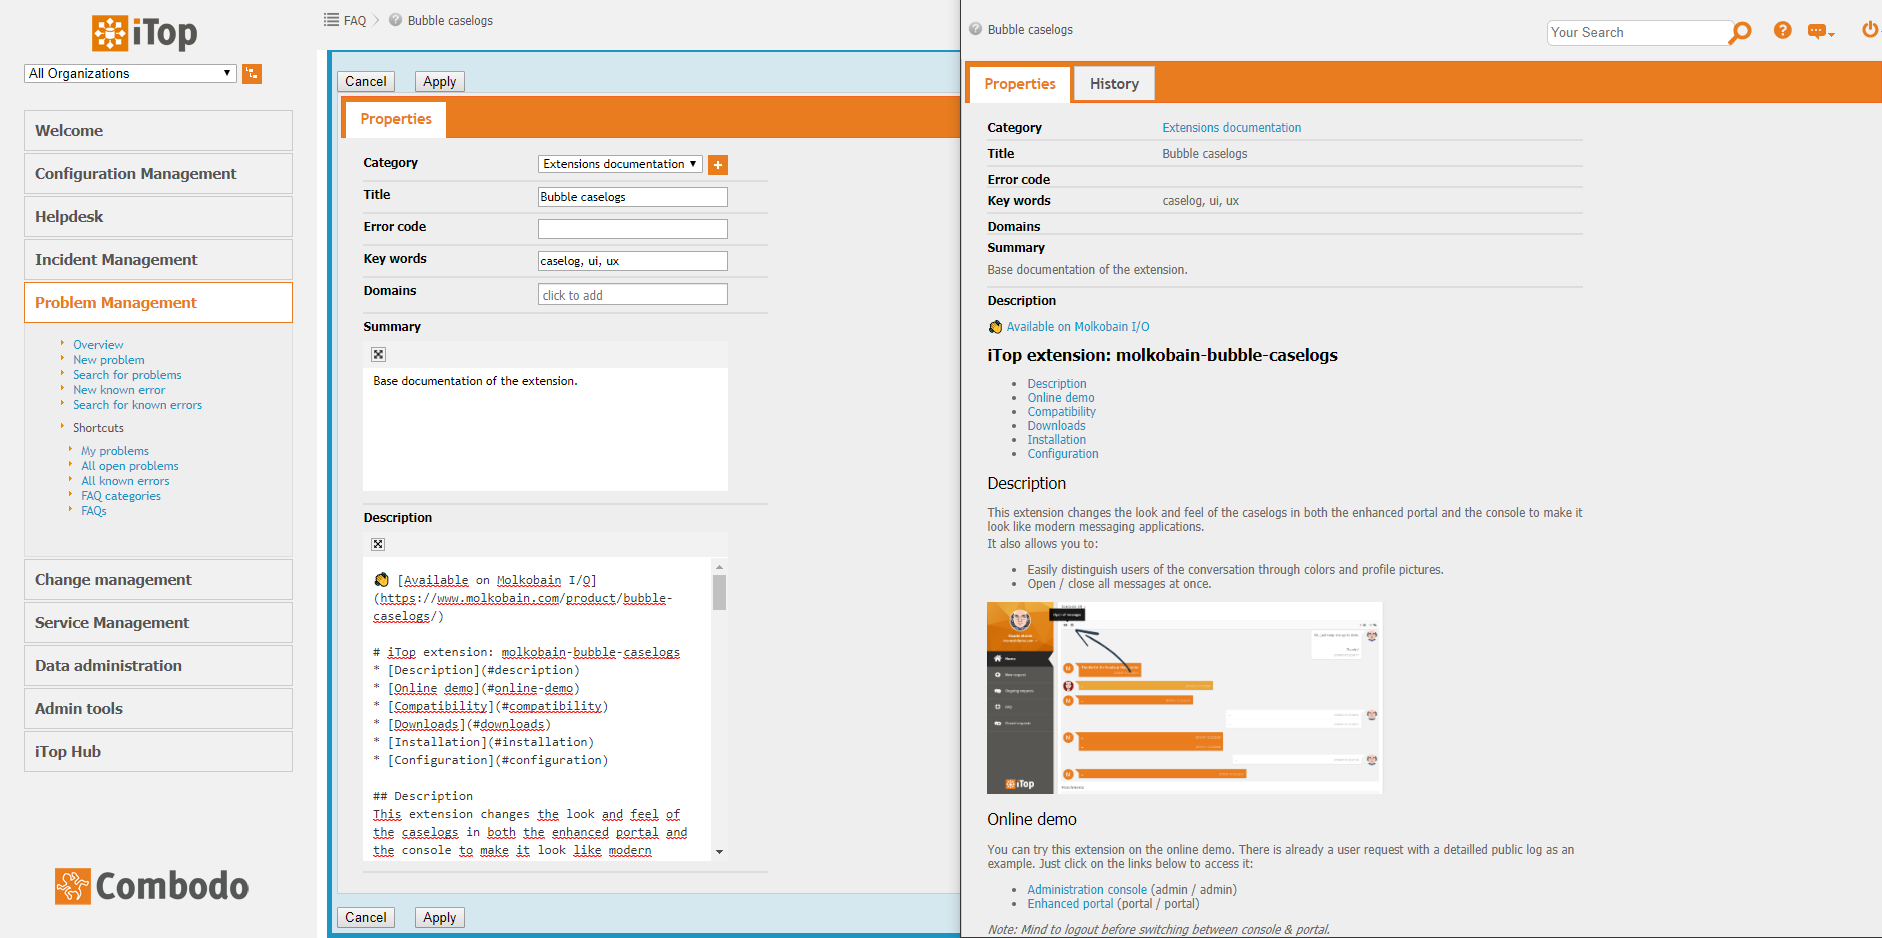 iTop
All Organizations
Welcome
Configuration Management
Helpdesk
Incident Management
Problem Management
Overview
New problem
Search for problems
New known error
Search for known errors
Shortcuts
My problems
All open problems
All known errors
FAQ categories
FAQs
Change management
Service Management
Data administration
Admin tools
iTop Hub
Combodo
FAQ
Bubble caselogs
Cancel
Apply
Properties
Category
Extensions documentation
Title
Bubble caselogs
Error code
Key words
caselog, ui, ux
Domains
click to add
Summary
Base documentation of the extension.
Description
[Available on Molkobain I/O]
(https://www.molkobain.com/product/bubble-
caselogs/)
# iTop extension: molkobain-bubble-caselogs
* [Description](#description)
* [Online demo](#online-demo)
* [Compatibility](#compatibility)
* [Downloads](#downloads)
* [Installation](#installation)
* [Configuration](#configuration)
## Description
This extension changes the look and feel of
the caselogs in both the enhanced portal and
the console to make it look like modern
Cancel
Apply
Bubble caselogs
Your Search
Properties
History
Category
Extensions documentation
Title
Bubble caselogs
Error code
Key words
caselog, ui, ux
Domains
Summary
Base documentation of the extension.
Description
Available on Molkobain I/O
iTop extension: molkobain-bubble-caselogs
Description
Online demo
Compatibility
Downloads
Installation
Configuration
Description
This extension changes the look and feel of the caselogs in both the enhanced portal and the console to make it
look like modern messaging applications.
It also allows you to:
Easily distinguish users of the conversation through colors and profile pictures.
Open / close all messages at once.
iTop
Online demo
You can try this extension on the online demo. There is already a user request with a detailled public log as an
example. Just click on the links below to access it:
Administration console (admin / admin)
Enhanced portal (portal / portal)
Note: Mind to logout before switching between console & portal.